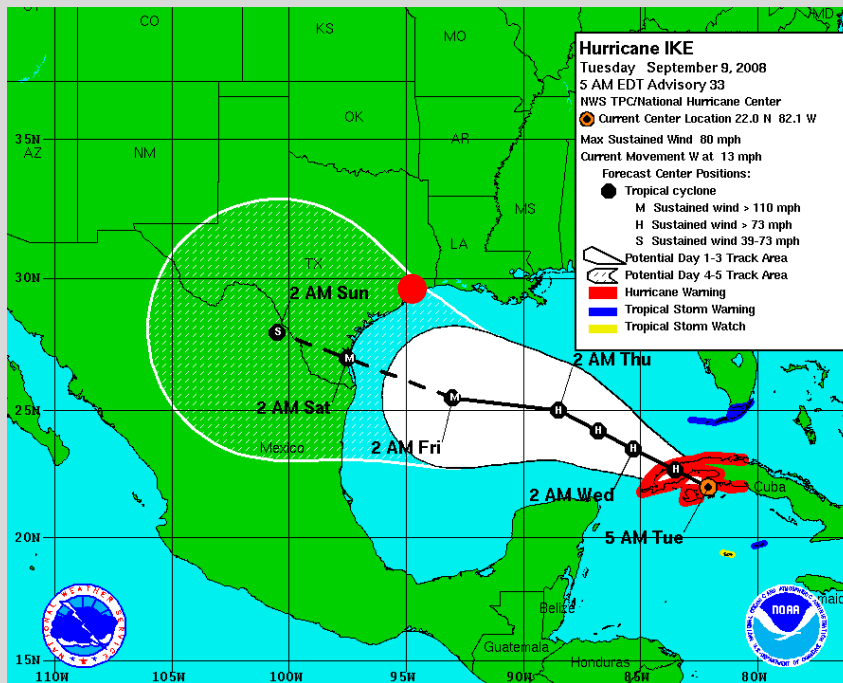 Hurricane IKE
Tuesday September 9, 2008
5 AM EDT Advisory 33
NWS TPC/National Hurricane Center
Current Center Location 22.0 N 82.1 W
Max Sustained Wind 80 mph
Current Movement W at 13 mph
Forecast Center Positions:
Tropical cyclone
M Sustained wind > 110 mph
H Sustained wind > 73 mph
S Sustained wind 39-73 mph
Potential Day 1-3 Track Area
Potential Day 4-5 Track Area
Hurricane Warning
Tropical Storm Warning
Tropical Storm Watch
CO
KS
MO
MD
35N
AZ
NM
OK
AR
MS
LA
TX
30N
2 AM Sun
S
M
2 AM Sat
25N
Mexico
M
2 AM Fri
H
2 AM Thu
H
H
2 AM Wed
H
Cuba
5 AM Tue
20N
Belize
Guatemala
Honduras
15N
110W
105W
100W
95W
90W
85W
80W
NATIONAL WEATHER SERVICE
NOAA